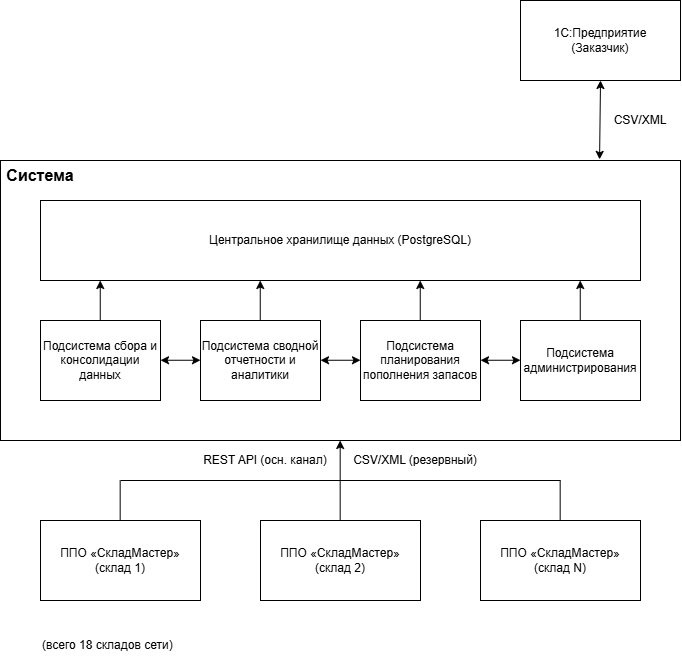 1С:Предприятие
(Заказчик)
CSV/XML
Система
Центральное хранилище данных (PostgreSQL)
Подсистема сбора и
консолидации
данных
Подсистема сводной
отчетности и
аналитики
Подсистема
планирования
пополнения запасов
Подсистема
администрирования
REST API (осн. канал)
CSV/XML (резервный)
ППО «СкладМастер»
(склад 1)
ППО «СкладМастер»
(склад 2)
ППО «СкладМастер»
(склад N)
(всего 18 складов сети)